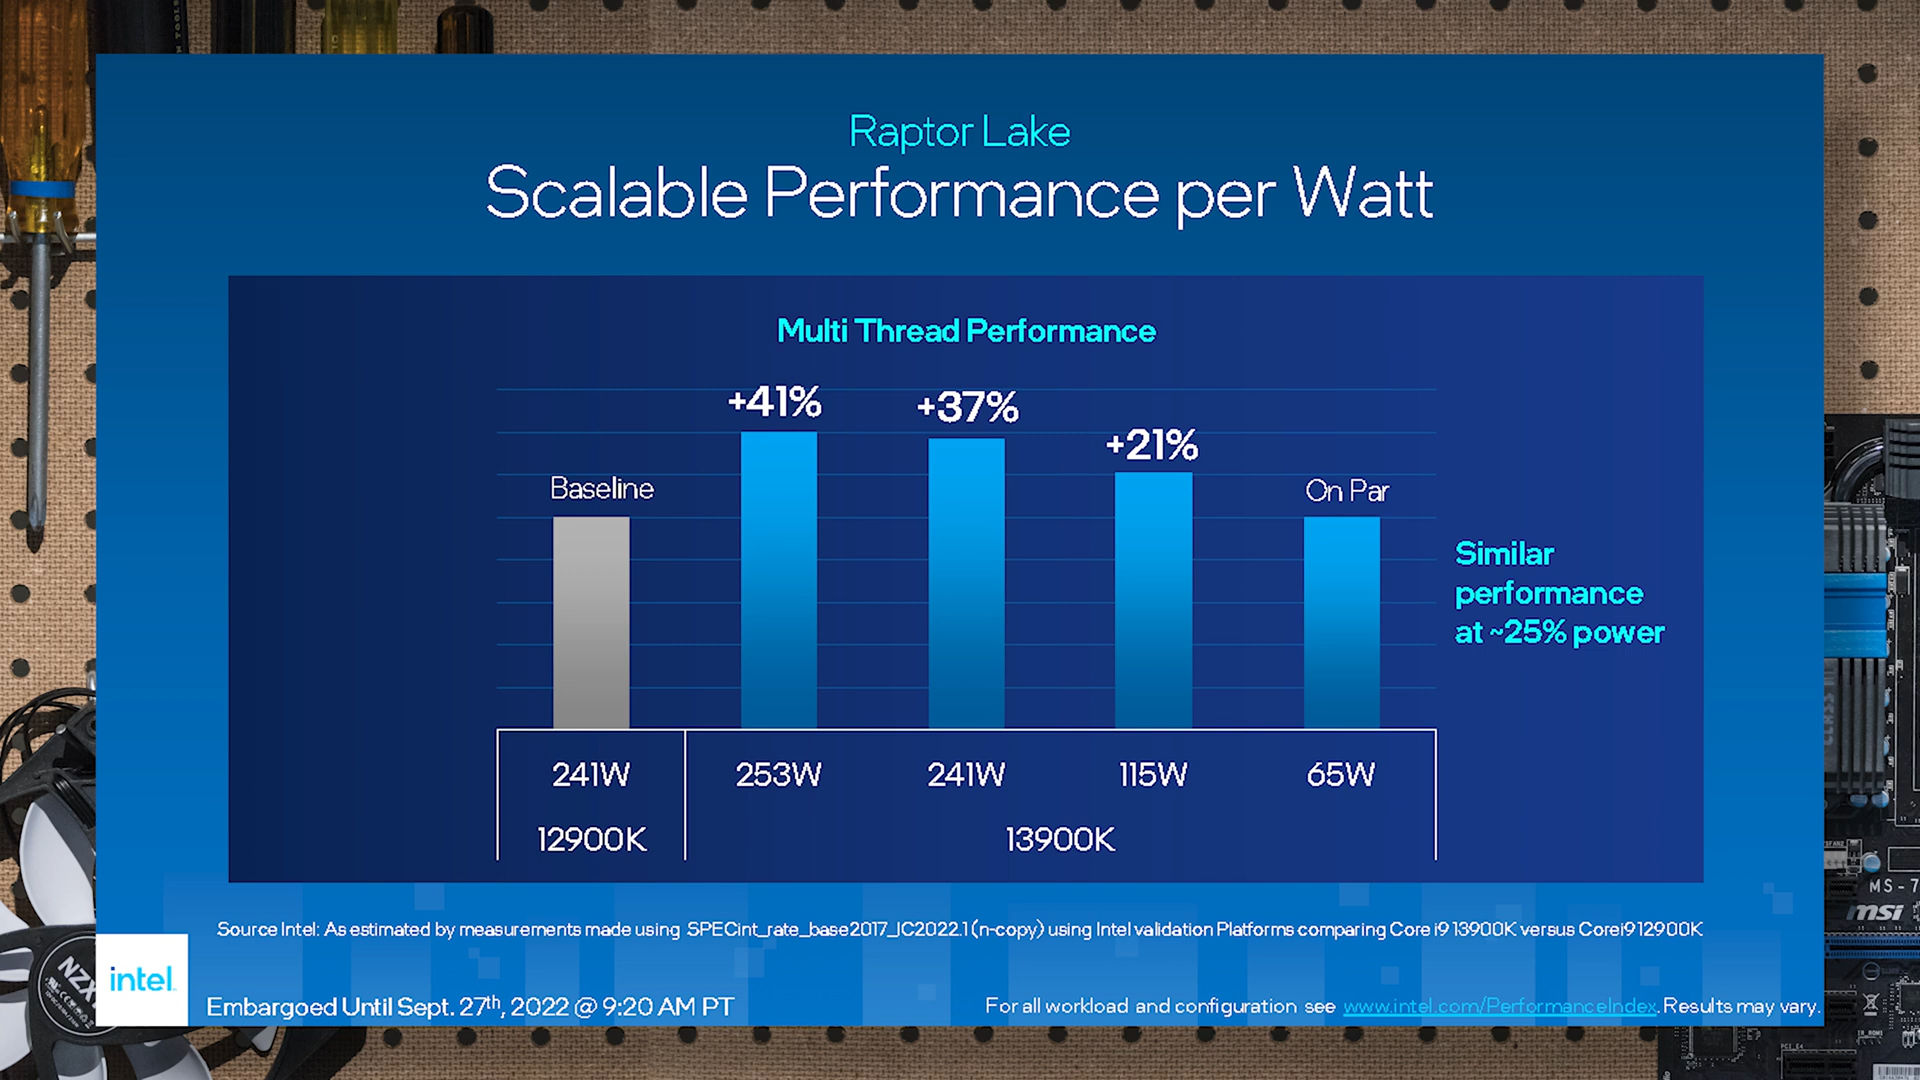 Raptor Lake
Scalable Performance per Watt
Multi Thread Performance
+41%
+37%
+21%
Baseline
On Par
Similar
performance
at ~25% power
241W 253W 241W 115W 65W
12900K 13900K
Source Intel: As estimated by measurements made using SPECint_rate_base2017_IC2022.1 (n-copy) using Intel validation Platforms comparing Core i9 13900K versus Corei9 12900K
intel.
Embargoed Until Sept. 27th, 2022 @ 9:20 AM PT
For all workload and configuration see www.intel.com/PerformanceIndex. Results may vary.
NZX
MS-7
msi